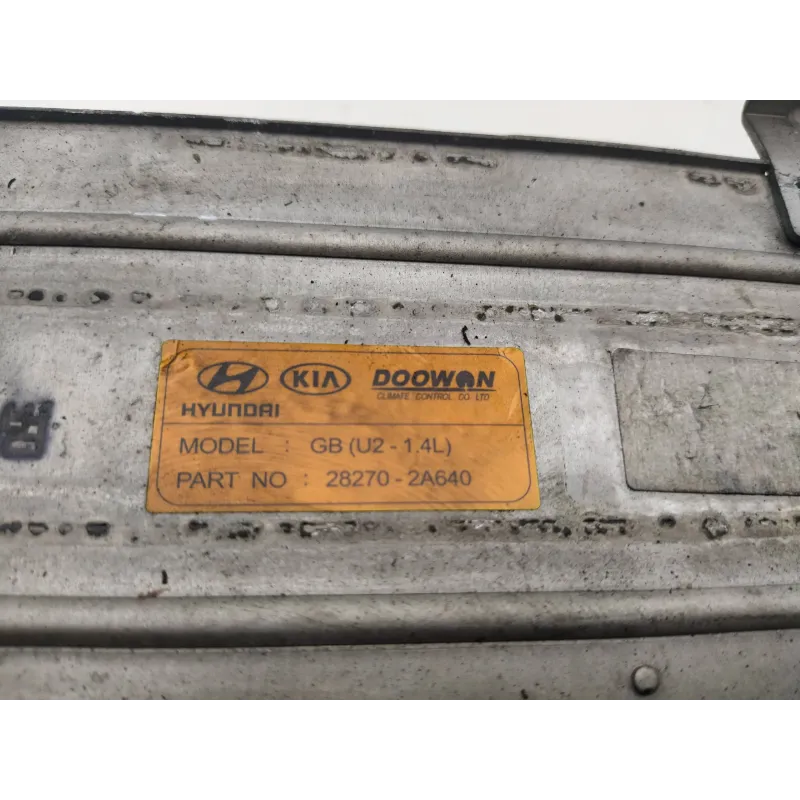 KIA DOOWON
HYUNDAI CLIMATE CONTROL CO. LTD
MODEL : GB (U2 - 1.4L)
PART NO : 28270 - 2A640